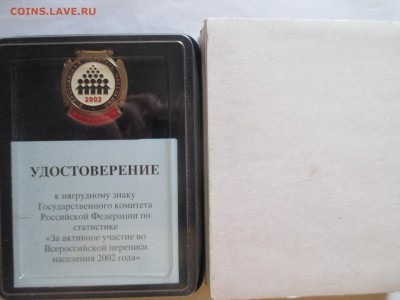 COINS.LAVE.RU
2002
УДОСТОВЕРЕНИЕ
к нагрудному знаку
Государственного комитета
Российской Федерации по
статистике
«За активное участие во
Всероссийской переписи
населения 2002 года»